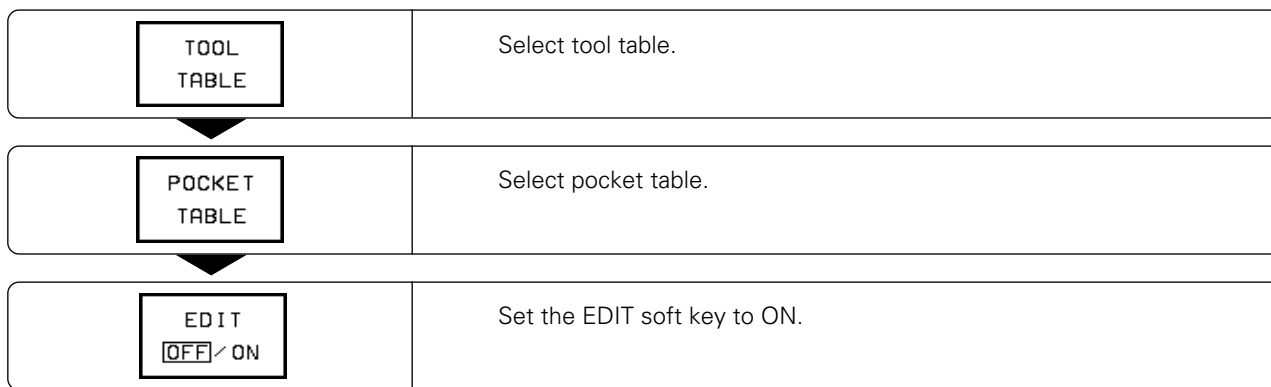 TOOL
TABLE
Select tool table.
POCKET
TABLE
Select pocket table.
EDIT
OFF/ON
Set the EDIT soft key to ON.